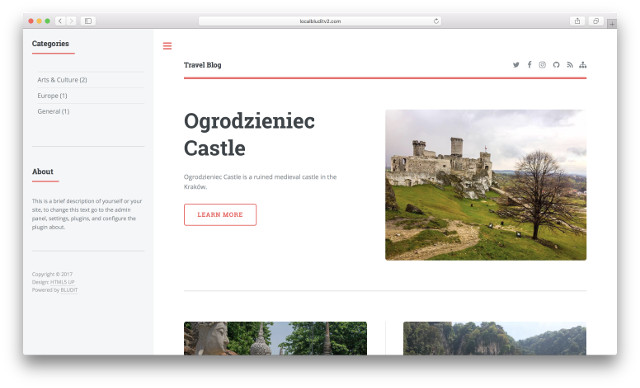 localbluditv2.com
Categories
Arts & Culture (2)
Europe (1)
General (1)
About
This is a brief description of yourself or your
site, to change this text go to the admin
panel, settings, plugins, and configure the
plugin about.
Copyright © 2017
Design: HTML5 UP
Powered by BLUDIT
Travel Blog
Ogrodzieniec
Castle
Ogrodzieniec Castle is a ruined medieval castle in the
Kraków.
LEARN MORE